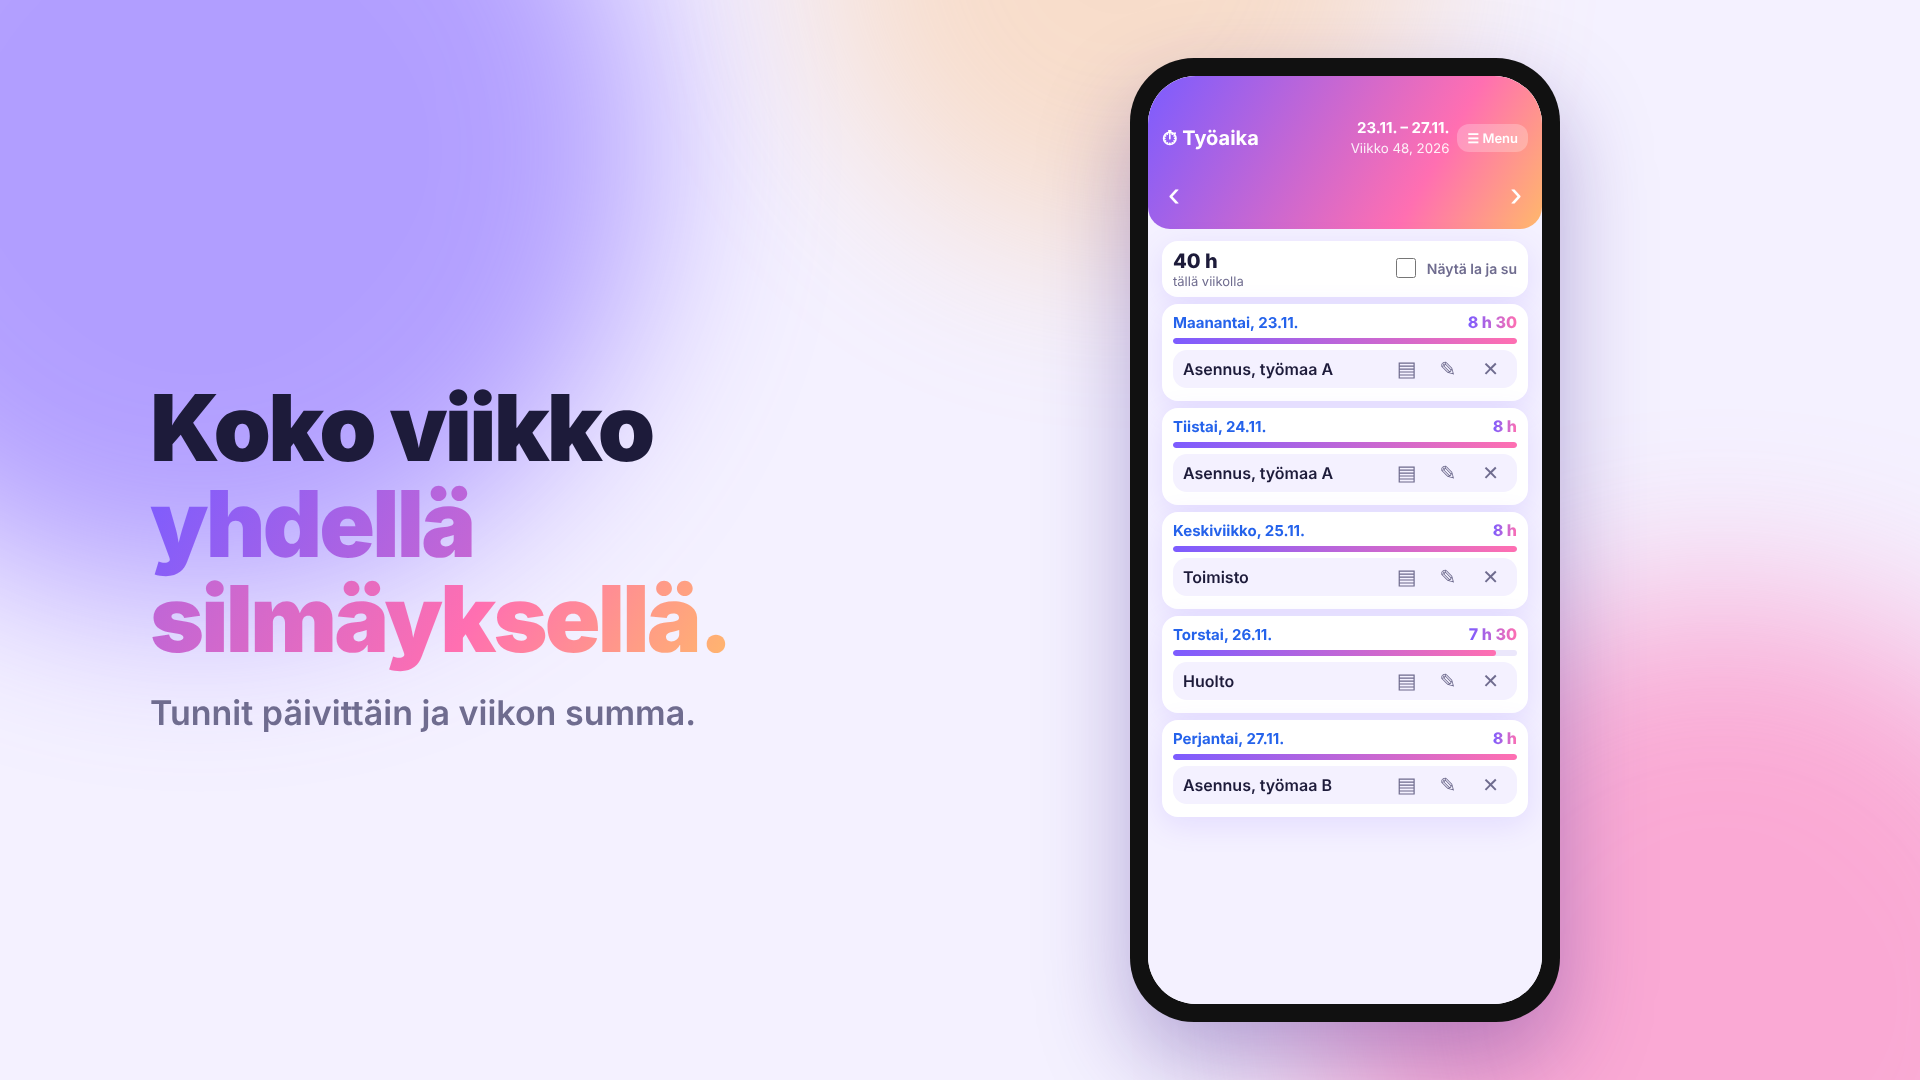 Koko viikko
yhdellä
silmäyksellä.
Tunnit päivittäin ja viikon summa.
⏱ Työaika
23.11. – 27.11.
Viikko 48, 2026
☰ Menu
‹ ›
40 h
tällä viikolla
Näytä la ja su
Maanantai, 23.11. 8 h 30
Asennus, työmaa A ▤ ✎ ✕
Tiistai, 24.11. 8 h
Asennus, työmaa A ▤ ✎ ✕
Keskiviikko, 25.11. 8 h
Toimisto ▤ ✎ ✕
Torstai, 26.11. 7 h 30
Huolto ▤ ✎ ✕
Perjantai, 27.11. 8 h
Asennus, työmaa B ▤ ✎ ✕